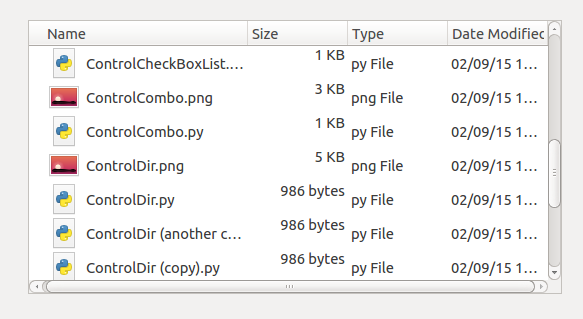 Name Size Type Date Modified
ControlCheckBoxList.... 1 KB py File 02/09/15 1...
ControlCombo.png 3 KB png File 02/09/15 1...
ControlCombo.py 1 KB py File 02/09/15 1...
ControlDir.png 5 KB png File 02/09/15 1...
ControlDir.py 986 bytes py File 02/09/15 1...
ControlDir (another c... 986 bytes py File 02/09/15 1...
ControlDir (copy).py 986 bytes py File 02/09/15 1...